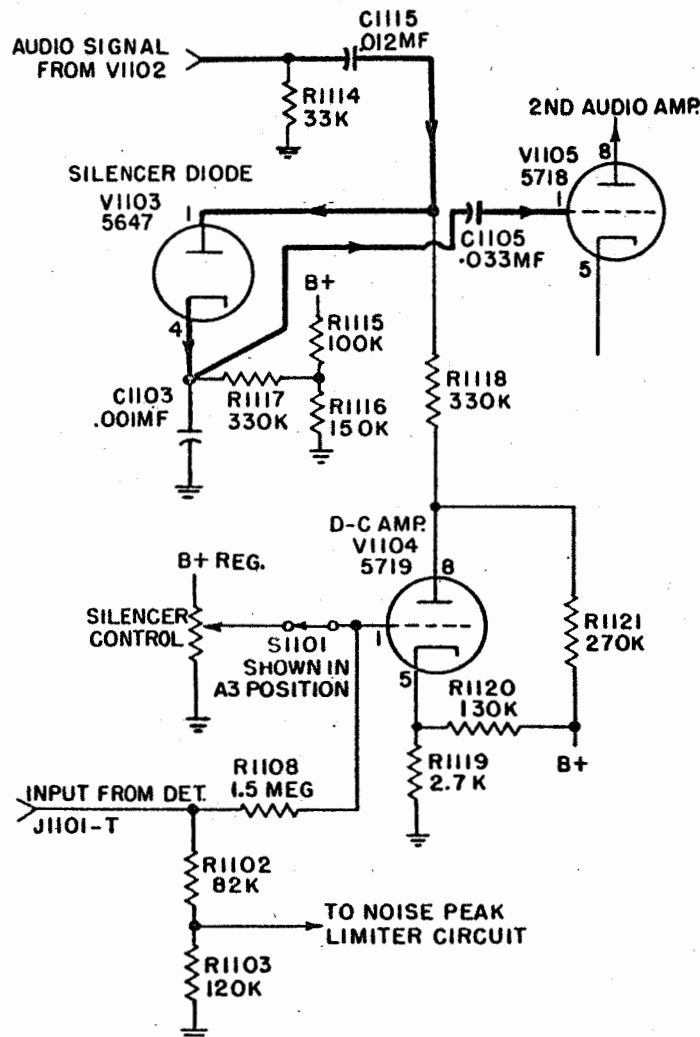 C1115
.012MF
AUDIO SIGNAL
FROM V1102
R1114
33K
2ND AUDIO AMP.
8
V1105
5718
1
5
SILENCER DIODE
V1103
5647
1
4
C1105
.033MF
B+
R1115
100K
R1118
330K
C1103
.001MF
R1117
330K
R1116
150K
D-C AMP.
V1104
5719
8
1
5
B+ REG.
SILENCER
CONTROL
S1101
SHOWN IN
A3 POSITION
R1121
270K
R1120
130K
B+
R1119
2.7K
R1108
1.5 MEG
INPUT FROM DET.
J1101-T
R1102
82K
TO NOISE PEAK
LIMITER CIRCUIT
R1103
120K